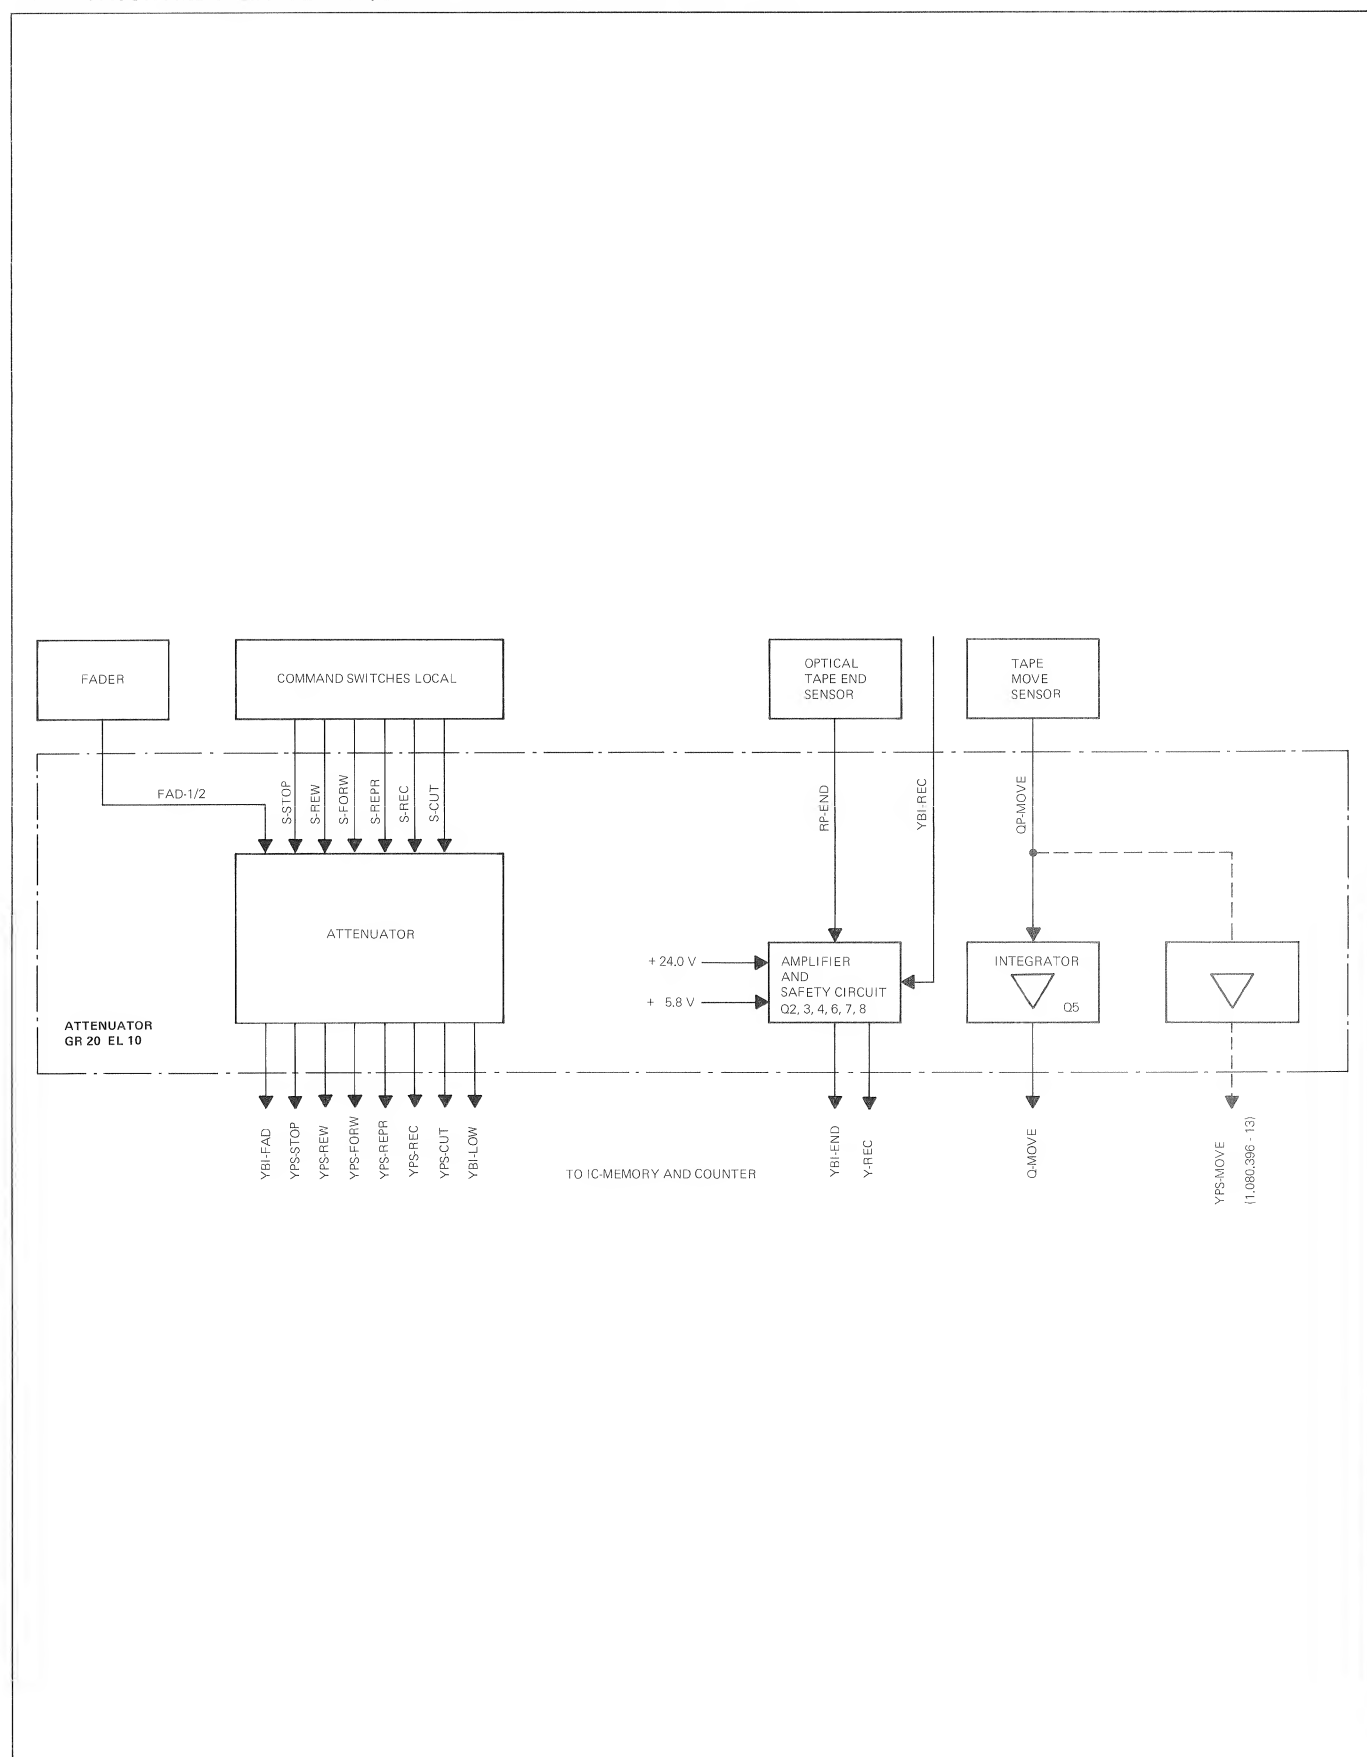 FADER
COMMAND SWITCHES LOCAL
OPTICAL
TAPE END
SENSOR
TAPE
MOVE
SENSOR
FAD-1/2
S-STOP
S-REW
S-FORW
S-REPR
S-REC
S-CUT
RP-END
YBI-REC
QP-MOVE
ATTENUATOR
+ 24.0 V
+ 5.8 V
AMPLIFIER
AND
SAFETY CIRCUIT
Q2, 3, 4, 6, 7, 8
INTEGRATOR
Q5
ATTENUATOR
GR 20 EL 10
YBI-FAD
YPS-STOP
YPS-REW
YPS-FORW
YPS-REPR
YPS-REC
YPS-CUT
YBI-LOW
TO IC-MEMORY AND COUNTER
YBI-END
Y-REC
Q-MOVE
YPS-MOVE
(1.080.396 - 13)